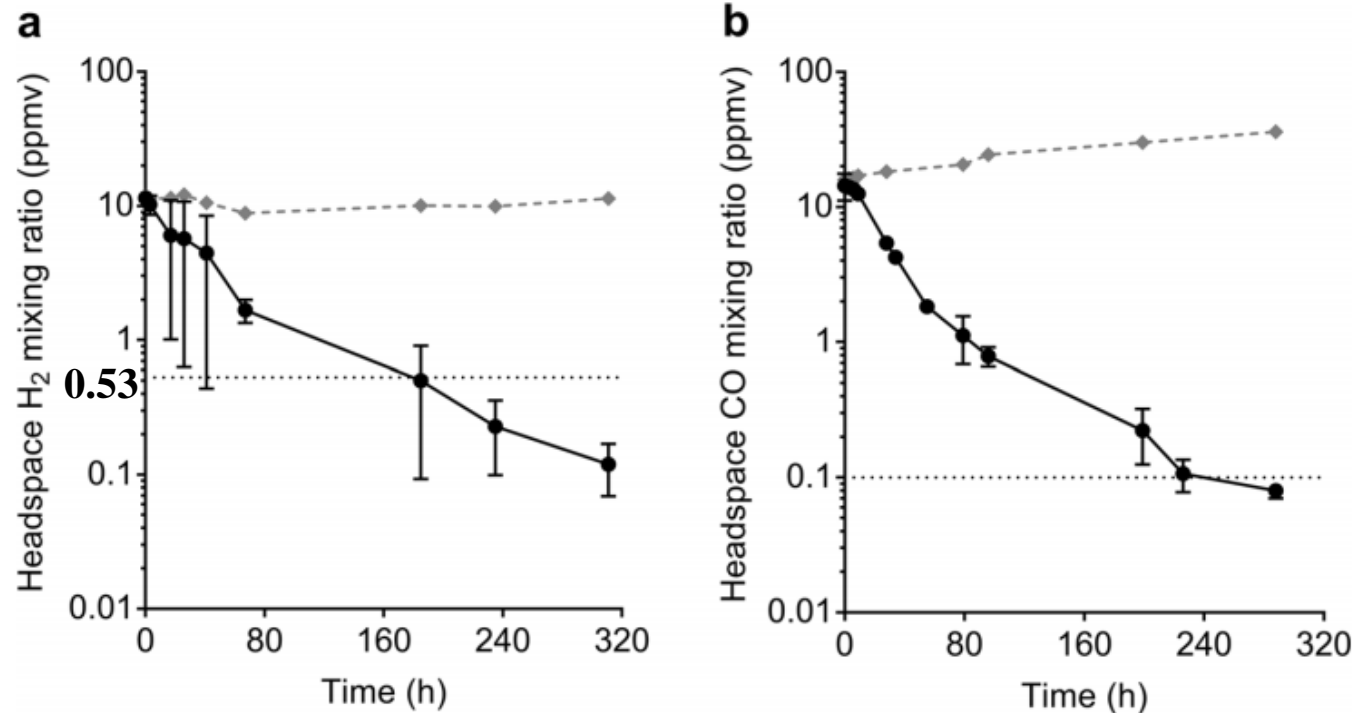 a
Headspace H₂ mixing ratio (ppmv)
100
10
1
0.53
0.1
0.01
0 80 160 240 320
Time (h)
b
Headspace CO mixing ratio (ppmv)
100
10
1
0.1
0.01
0 80 160 240 320
Time (h)